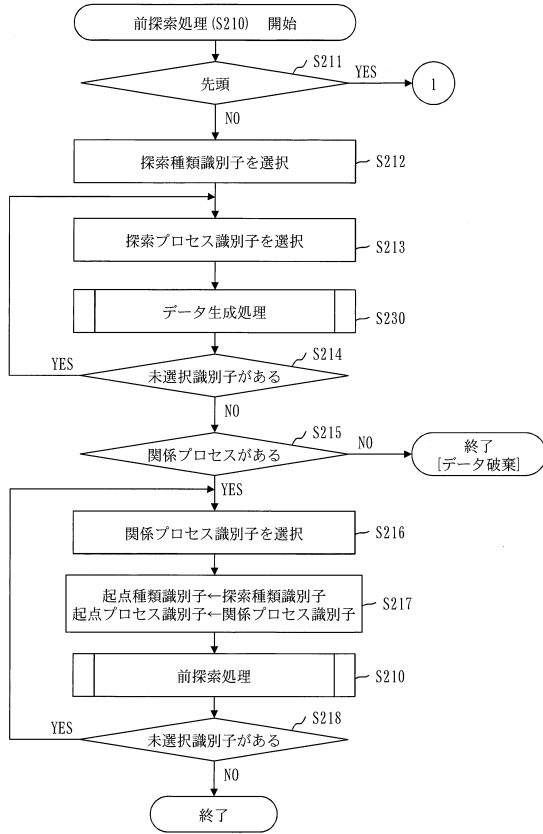 前探索処理(S210) 開始
S211
先頭
YES
1
NO
探索種類識別子を選択
S212
探索プロセス識別子を選択
S213
データ生成処理
S230
S214
YES
未選択識別子がある
NO
S215
関係プロセスがある
NO
終了
[データ破棄]
YES
関係プロセス識別子を選択
S216
起点種類識別子←探索種類識別子
起点プロセス識別子←関係プロセス識別子
S217
前探索処理
S210
S218
YES
未選択識別子がある
NO
終了